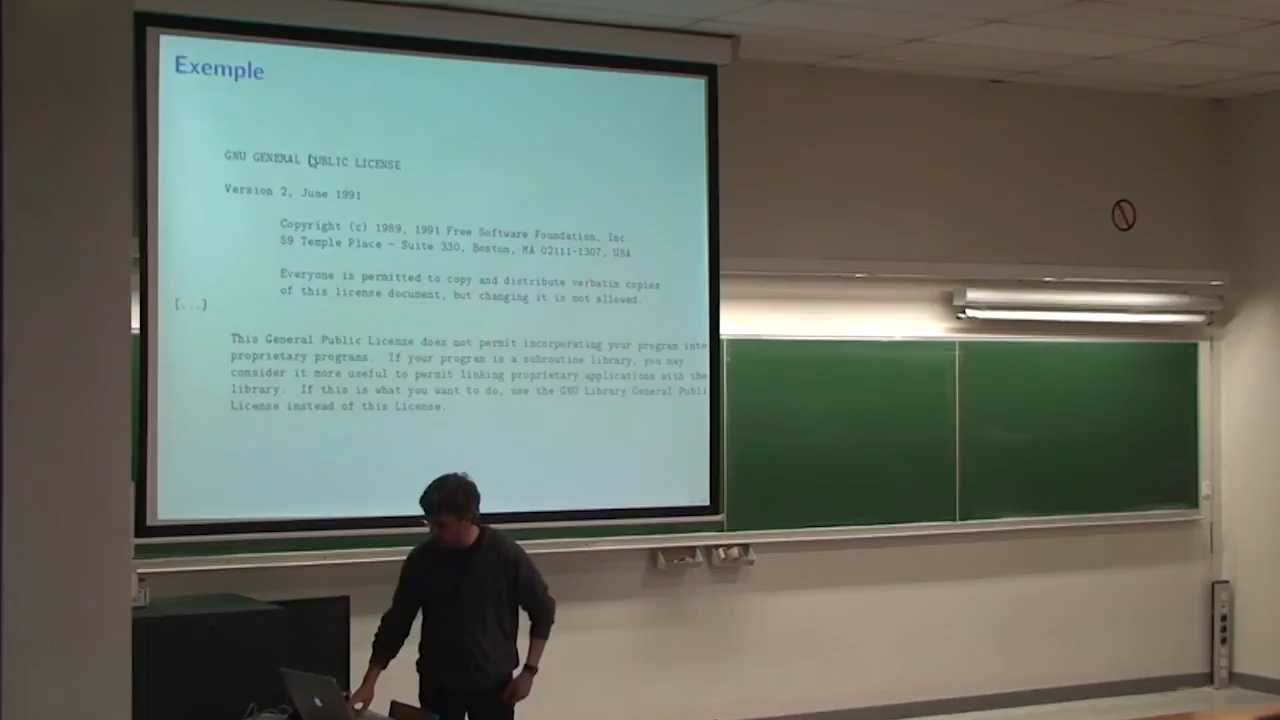 Exemple
GNU GENERAL PUBLIC LICENSE
Version 2, June 1991
Copyright (c) 1989, 1991 Free Software Foundation, Inc.
59 Temple Place - Suite 330, Boston, MA 02111-1307, USA
Everyone is permitted to copy and distribute verbatim copies
of this license document, but changing it is not allowed.
[...]
This General Public License does not permit incorporating your program into
proprietary programs. If your program is a subroutine library, you may
consider it more useful to permit linking proprietary applications with the
library. If this is what you want to do, use the GNU Library General Publi
License instead of this License.